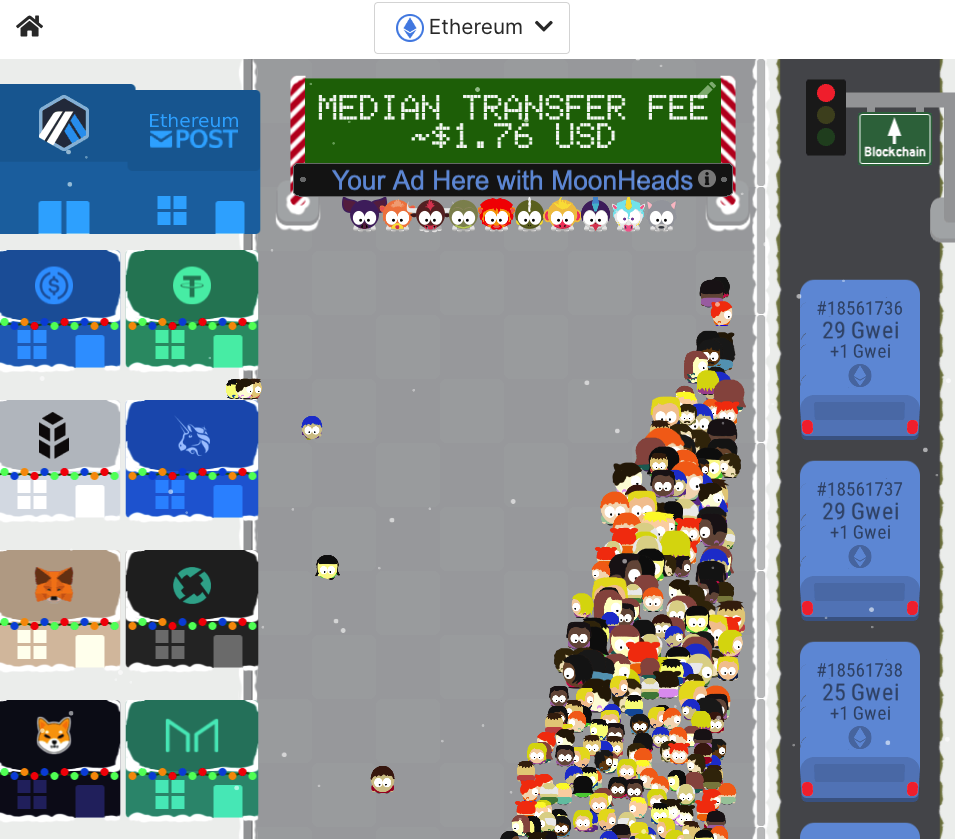 Ethereum
MEDIAN TRANSFER FEE
~$1.76 USD
Your Ad Here with MoonHeads
Ethereum
POST
Blockchain
#18561736
29 Gwei
+1 Gwei
#18561737
29 Gwei
+1 Gwei
#18561738
25 Gwei
+1 Gwei